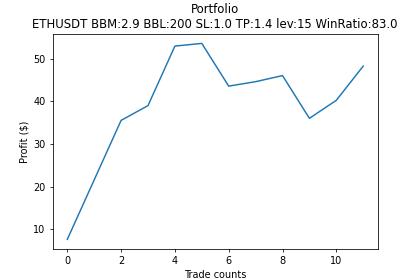 Portfolio
ETHUSDT BBM:2.9 BBL:200 SL:1.0 TP:1.4 lev:15 WinRatio:83.0
Profit ($)
50
40
30
20
10
0 2 4 6 8 10
Trade counts